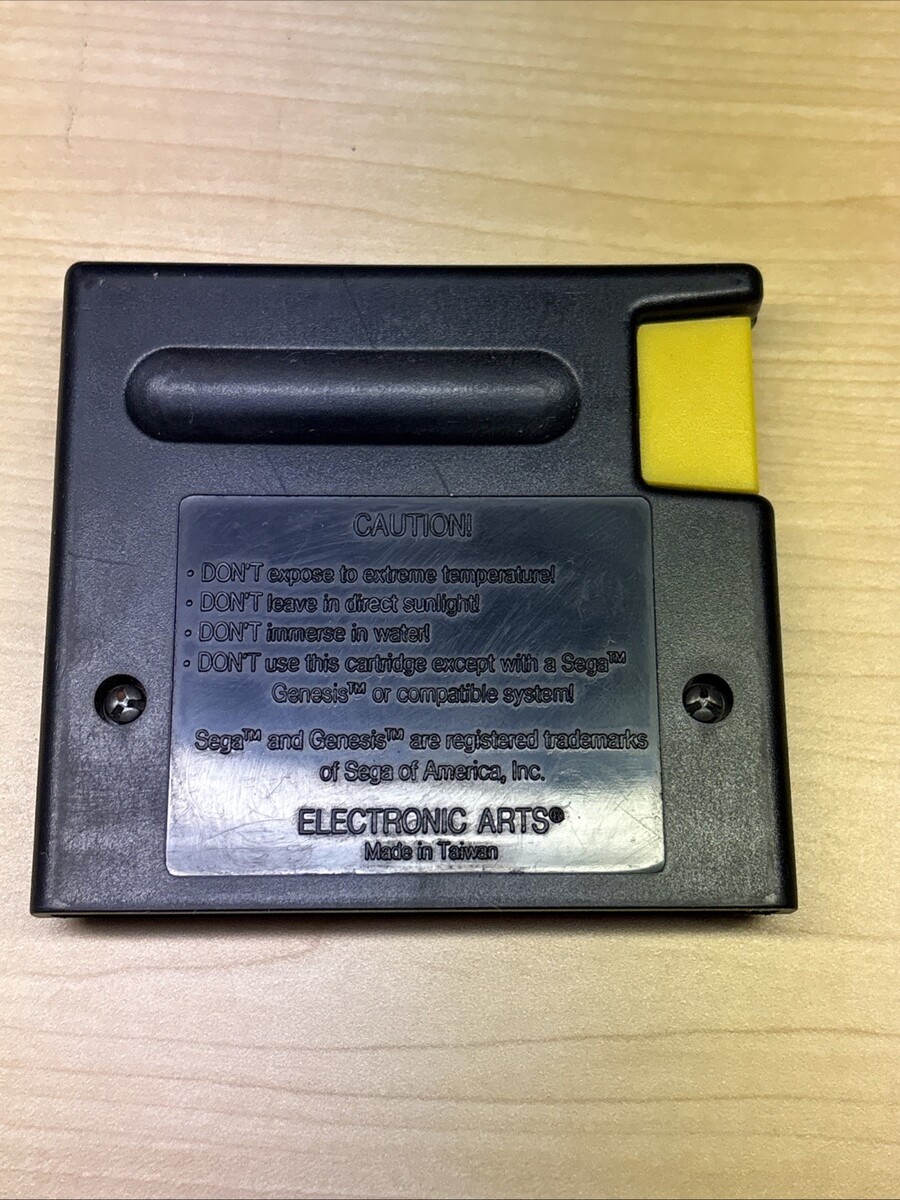 CAUTION!
• DON'T expose to extreme temperature!
• DON'T leave in direct sunlight!
• DON'T immerse in water!
• DON'T use this cartridge except with a Sega™
Genesis™ or compatible system!
Sega™ and Genesis™ are registered trademarks
of Sega of America, Inc.
ELECTRONIC ARTS®
Made in Taiwan